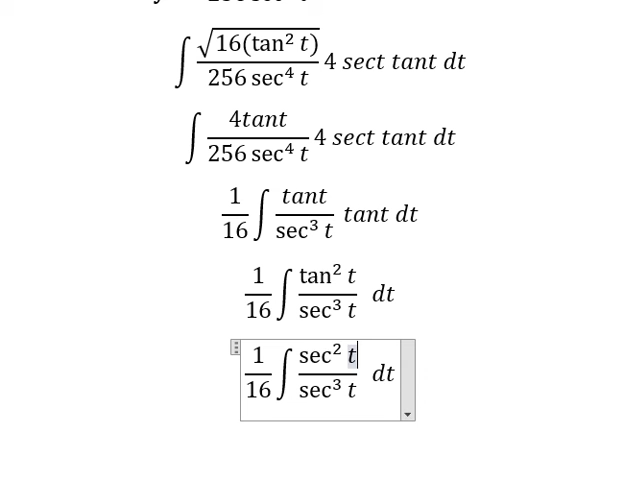 ∫ √16(tan² t) / 256 sec⁴ t 4 sect tant dt
∫ 4tant / 256 sec⁴ t 4 sect tant dt
1/16 ∫ tant / sec³ t tant dt
1/16 ∫ tan² t / sec³ t dt
1/16 ∫ sec² t / sec³ t dt